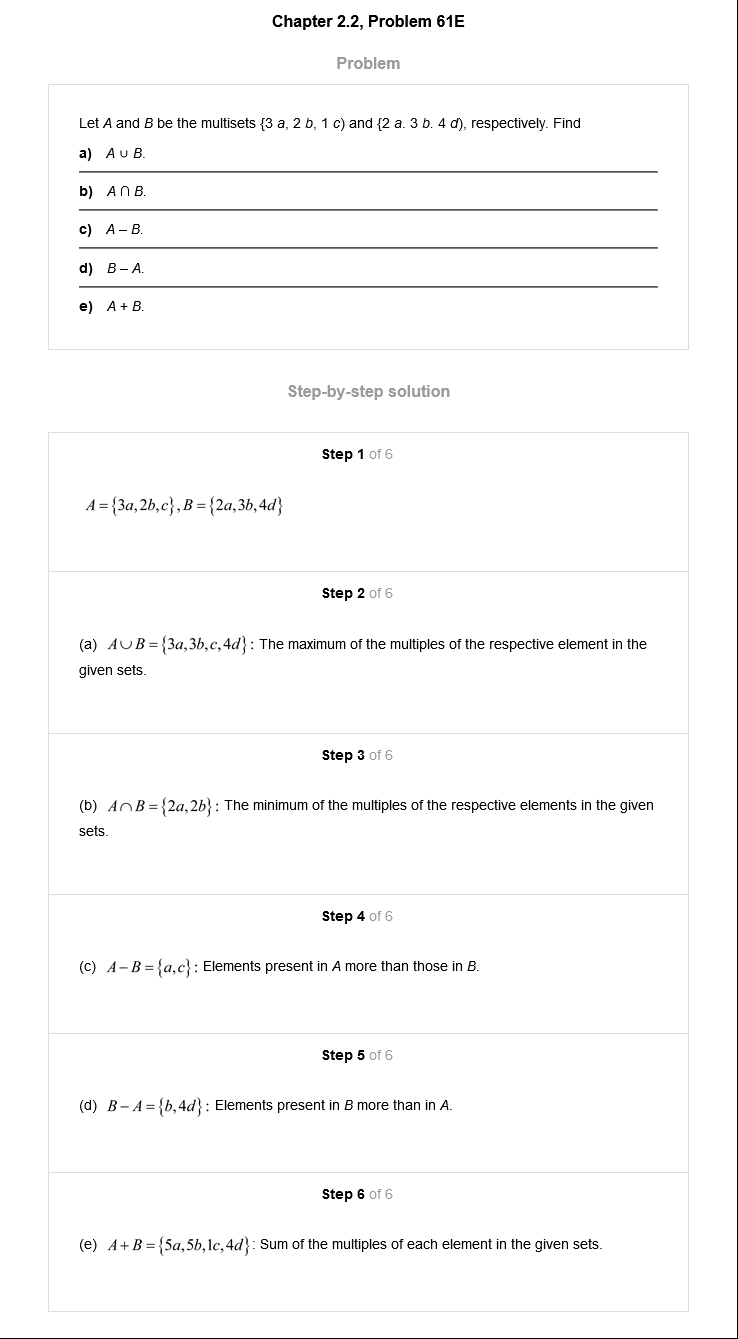 Chapter 2.2, Problem 61E
Problem
Let A and B be the multisets {3 a, 2 b, 1 c) and {2 a. 3 b. 4 d), respectively. Find
a) A ∪ B.
b) A ∩ B.
c) A – B.
d) B – A.
e) A + B.
Step-by-step solution
Step 1 of 6
A = {3a, 2b, c}, B = {2a, 3b, 4d}
Step 2 of 6
(a) A ∪ B = {3a, 3b, c, 4d} : The maximum of the multiples of the respective element in the
given sets.
Step 3 of 6
(b) A ∩ B = {2a, 2b} : The minimum of the multiples of the respective elements in the given
sets.
Step 4 of 6
(c) A − B = {a, c} : Elements present in A more than those in B.
Step 5 of 6
(d) B − A = {b, 4d} : Elements present in B more than in A.
Step 6 of 6
(e) A + B = {5a, 5b, 1c, 4d} : Sum of the multiples of each element in the given sets.